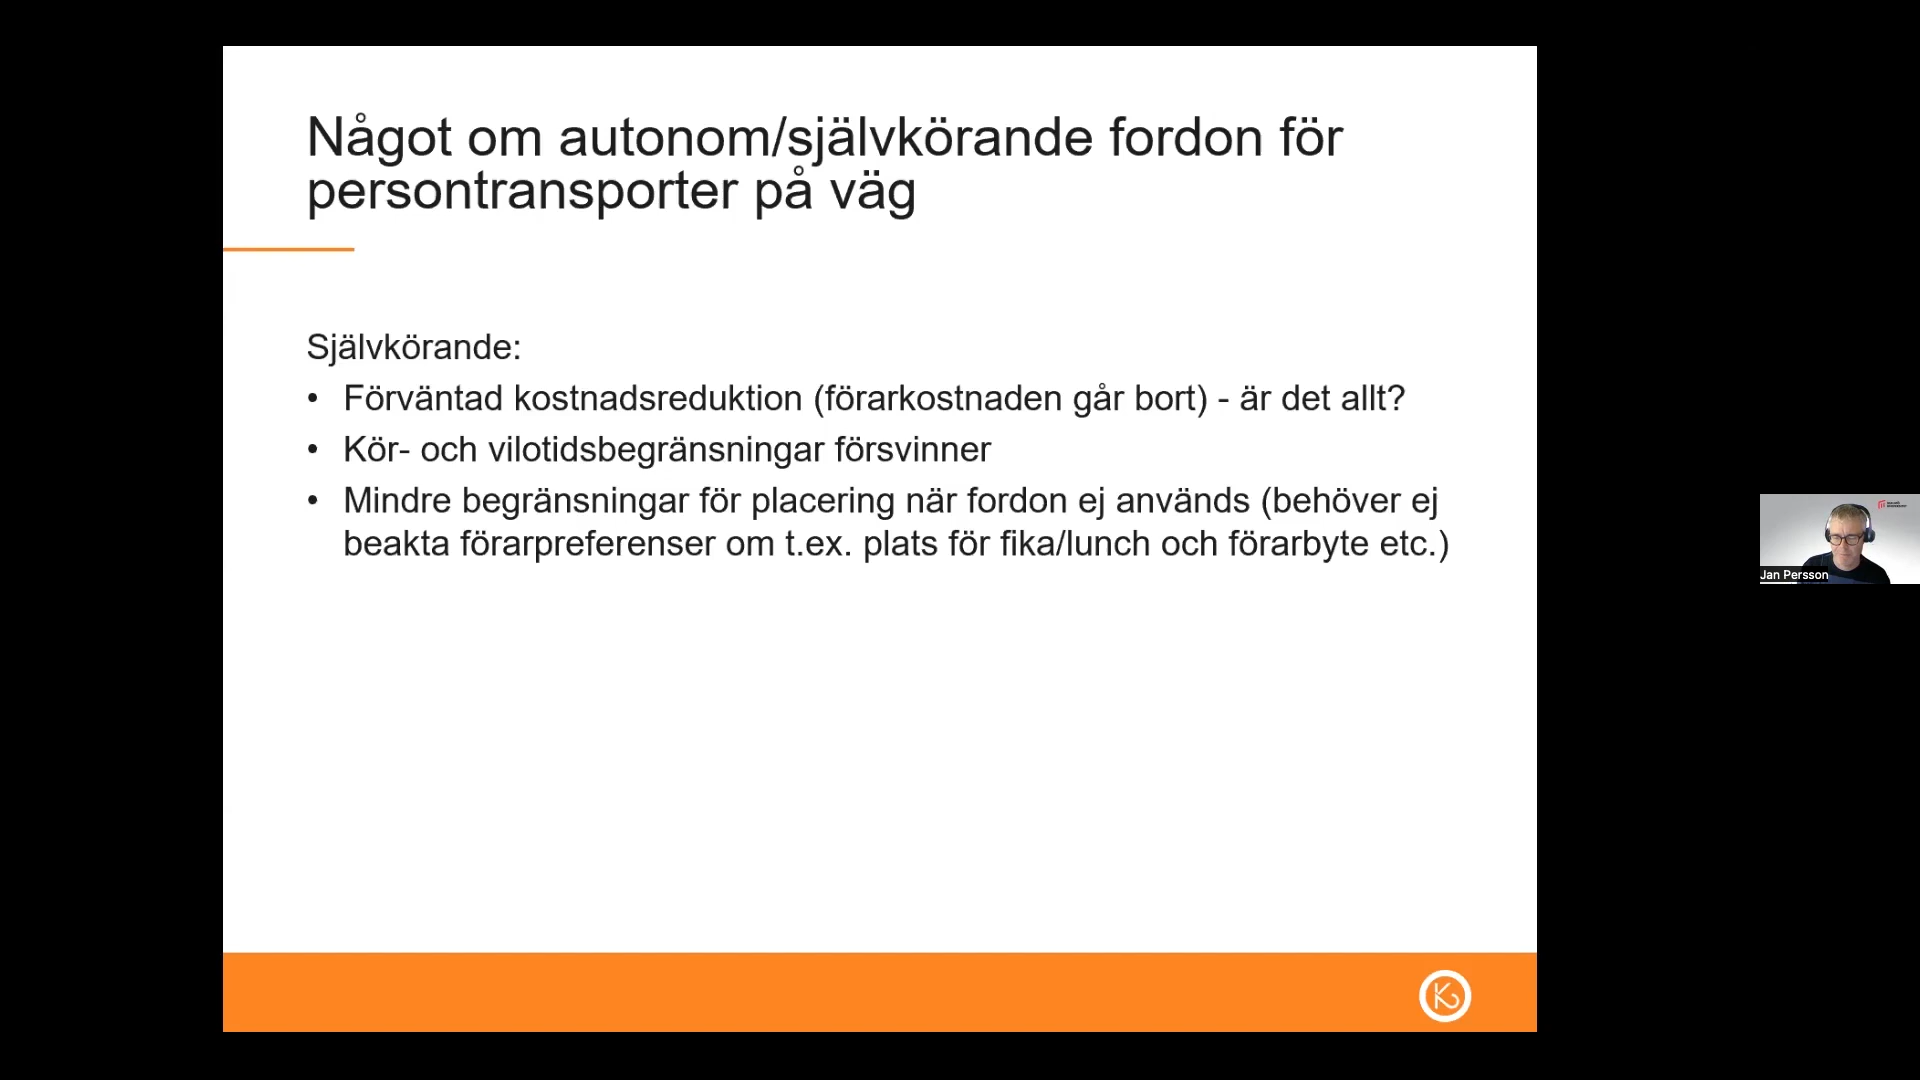 Något om autonom/självkörande fordon för
persontransporter på väg
Självkörande:
• Förväntad kostnadsreduktion (förarkostnaden går bort) - är det allt?
• Kör- och vilotidsbegränsningar försvinner
• Mindre begränsningar för placering när fordon ej används (behöver ej
beakta förarpreferenser om t.ex. plats för fika/lunch och förarbyte etc.)
Jan Persson